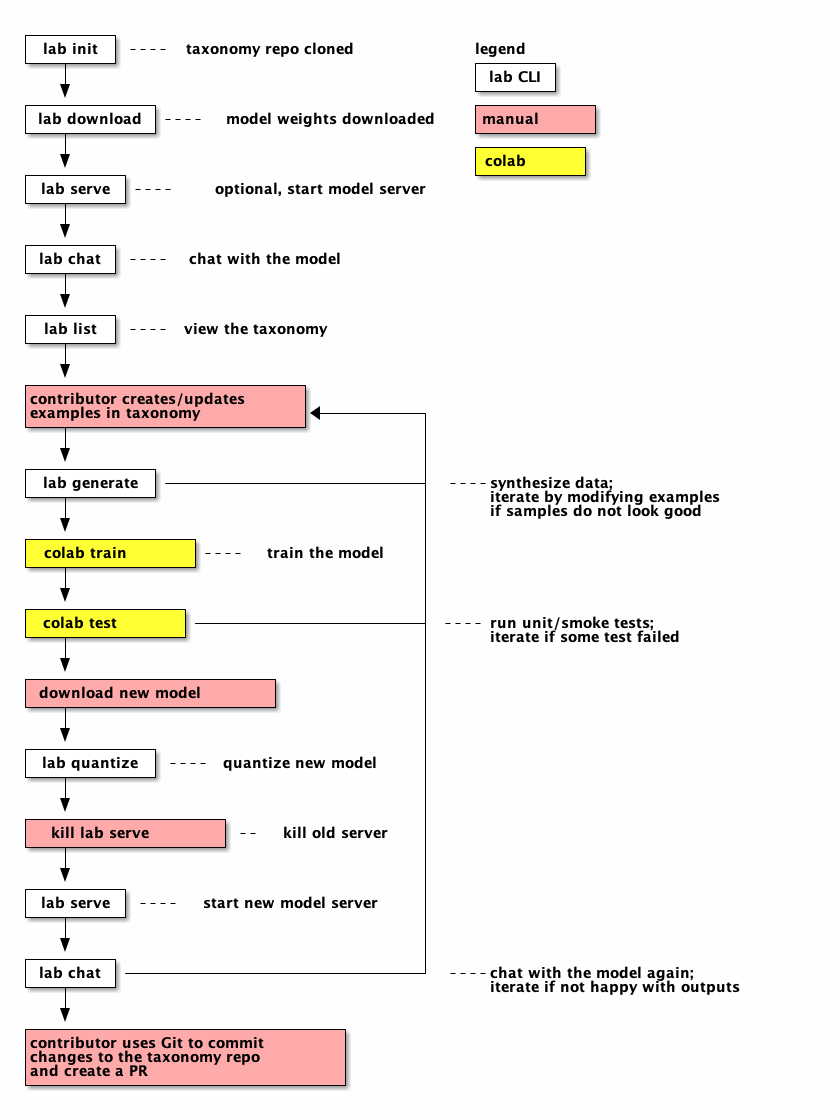 lab init
taxonomy repo cloned
legend
lab CLI
lab download
model weights downloaded
manual
colab
lab serve
optional, start model server
lab chat
chat with the model
lab list
view the taxonomy
contributor creates/updates
examples in taxonomy
lab generate
synthesize data;
iterate by modifying examples
if samples do not look good
colab train
train the model
colab test
run unit/smoke tests;
iterate if some test failed
download new model
lab quantize
quantize new model
kill lab serve
kill old server
lab serve
start new model server
lab chat
chat with the model again;
iterate if not happy with outputs
contributor uses Git to commit
changes to the taxonomy repo
and create a PR